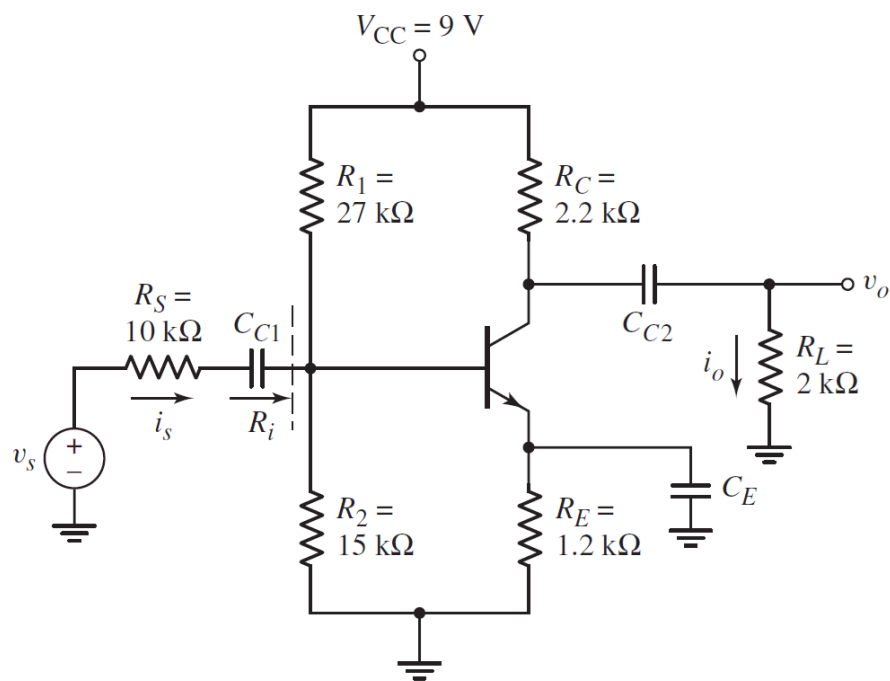 V_CC = 9 V
R_1 =
27 kΩ
R_C =
2.2 kΩ
R_S =
10 kΩ
C_C1
v_o
C_C2
i_o
R_L =
2 kΩ
i_s
R_i
v_s
+
−
R_2 =
15 kΩ
R_E =
1.2 kΩ
C_E